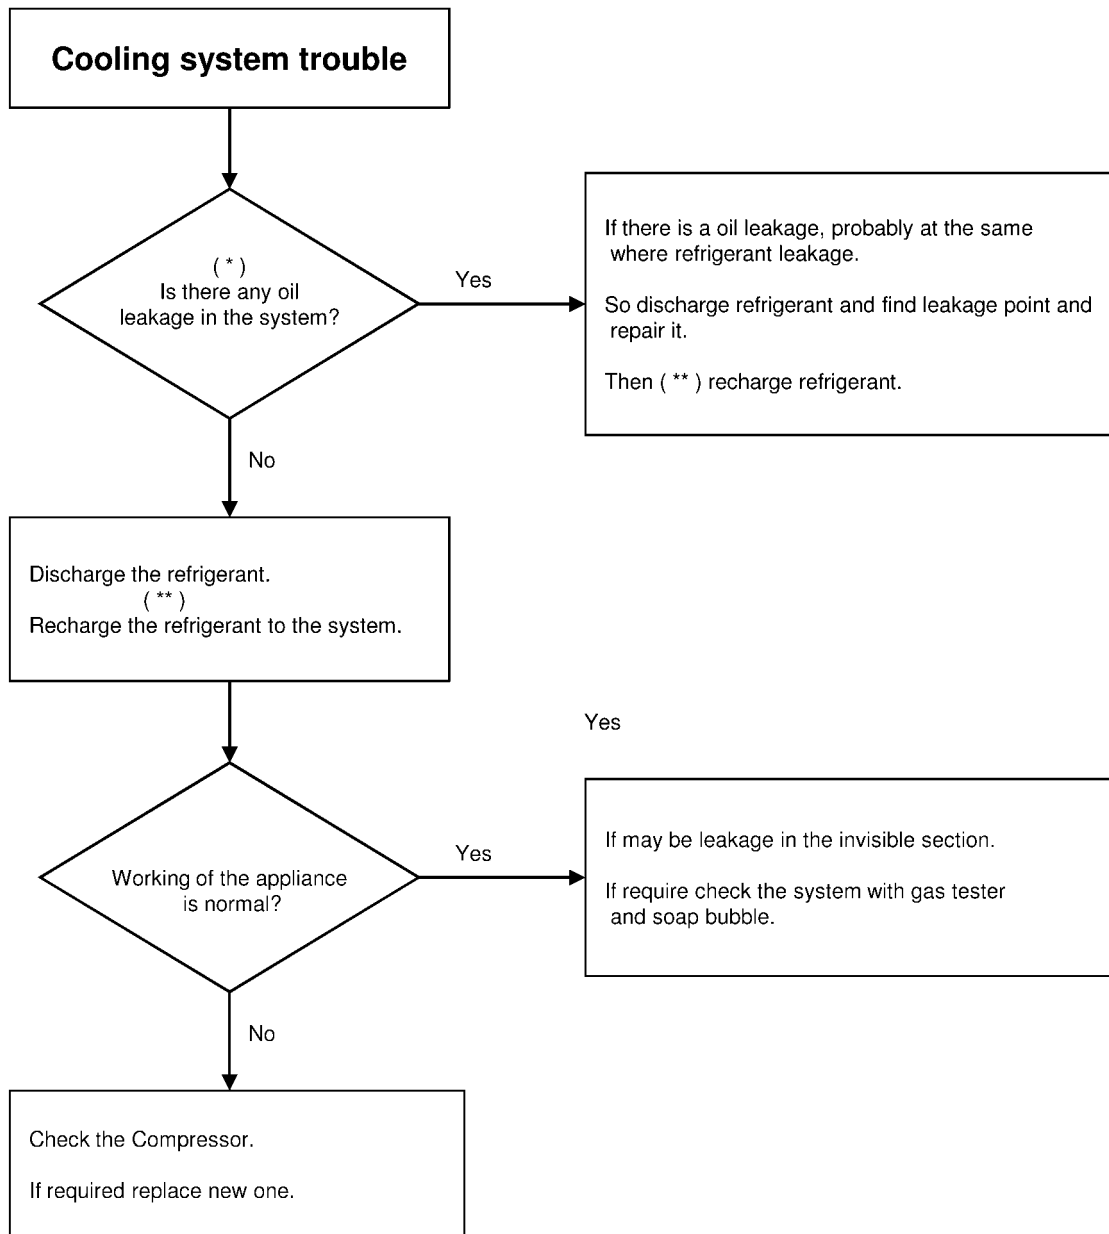 Cooling system trouble
( * )
Is there any oil
leakage in the system?
Yes
If there is a oil leakage, probably at the same
where refrigerant leakage.
So discharge refrigerant and find leakage point and
repair it.
Then ( ** ) recharge refrigerant.
No
Discharge the refrigerant.
( ** )
Recharge the refrigerant to the system.
Yes
Working of the appliance
is normal?
Yes
If may be leakage in the invisible section.
If require check the system with gas tester
and soap bubble.
No
Check the Compressor.
If required replace new one.